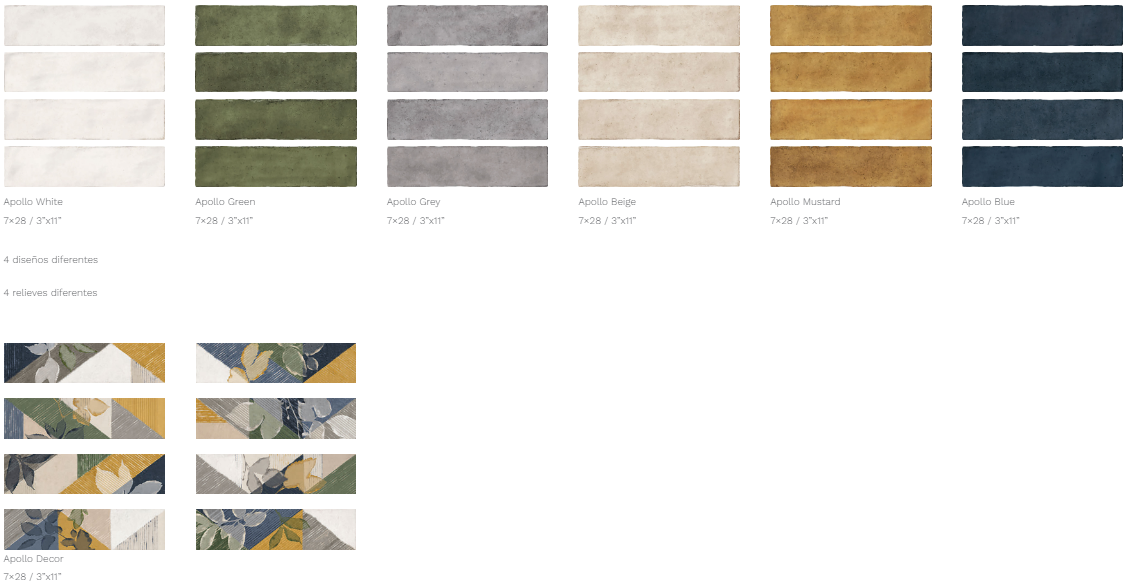 Apollo White
7×28 / 3"x11"
Apollo Green
7×28 / 3"x11"
Apollo Grey
7×28 / 3"x11"
Apollo Beige
7×28 / 3"x11"
Apollo Mustard
7×28 / 3"x11"
Apollo Blue
7×28 / 3"x11"
4 diseños diferentes
4 relieves diferentes
Apollo Decor
7×28 / 3"x11"